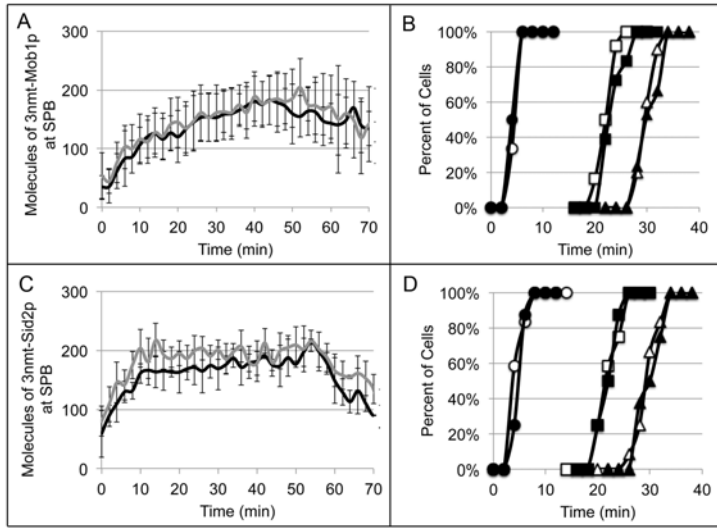 A
300
200
100
0
Molecules of 3nmt-Mob1p
at SPB
0 10 20 30 40 50 60 70
Time (min)
B
100%
80%
60%
40%
20%
0%
Percent of Cells
0 10 20 30 40
Time (min)
C
300
200
100
0
Molecules of 3nmt-Sid2p
at SPB
0 10 20 30 40 50 60 70
Time (min)
D
100%
80%
60%
40%
20%
0%
Percent of Cells
0 10 20 30 40
Time (min)